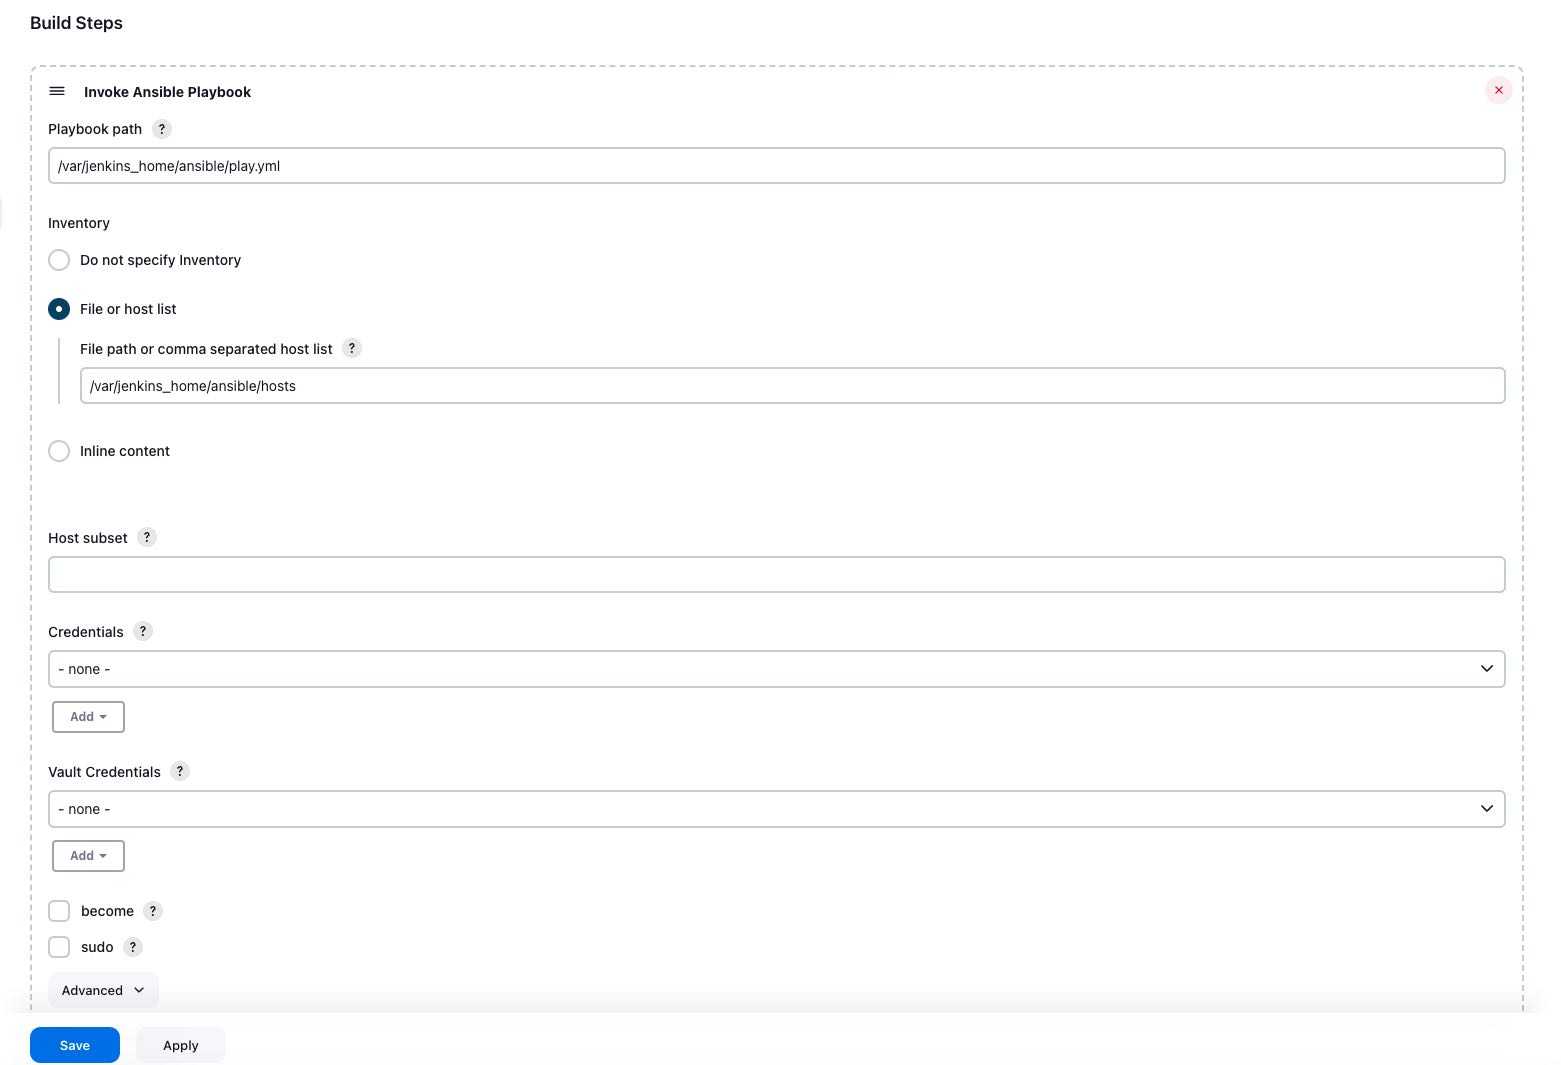 Build Steps
Invoke Ansible Playbook
Playbook path ?
/var/jenkins_home/ansible/play.yml
Inventory
Do not specify Inventory
File or host list
File path or comma separated host list ?
/var/jenkins_home/ansible/hosts
Inline content
Host subset ?
Credentials ?
- none -
Add
Vault Credentials ?
- none -
Add
become ?
sudo ?
Advanced
Save Apply